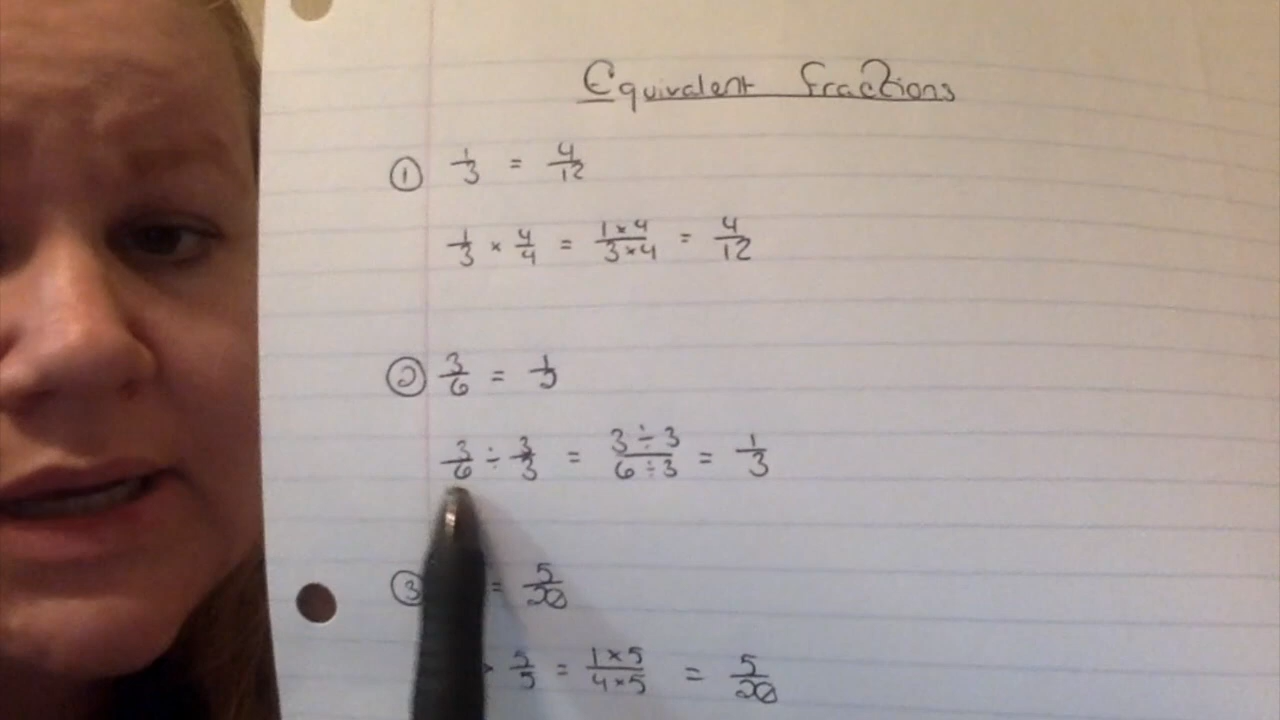 Equivalent Fractions
① 1/3 = 4/12
1/3 × 4/4 = 1×4/3×4 = 4/12
② 3/6 = 1/3
3/6 ÷ 3/3 = 3÷3/6÷3 = 1/3
③ = 5/20
5/5 = 1×5/4×5 = 5/20